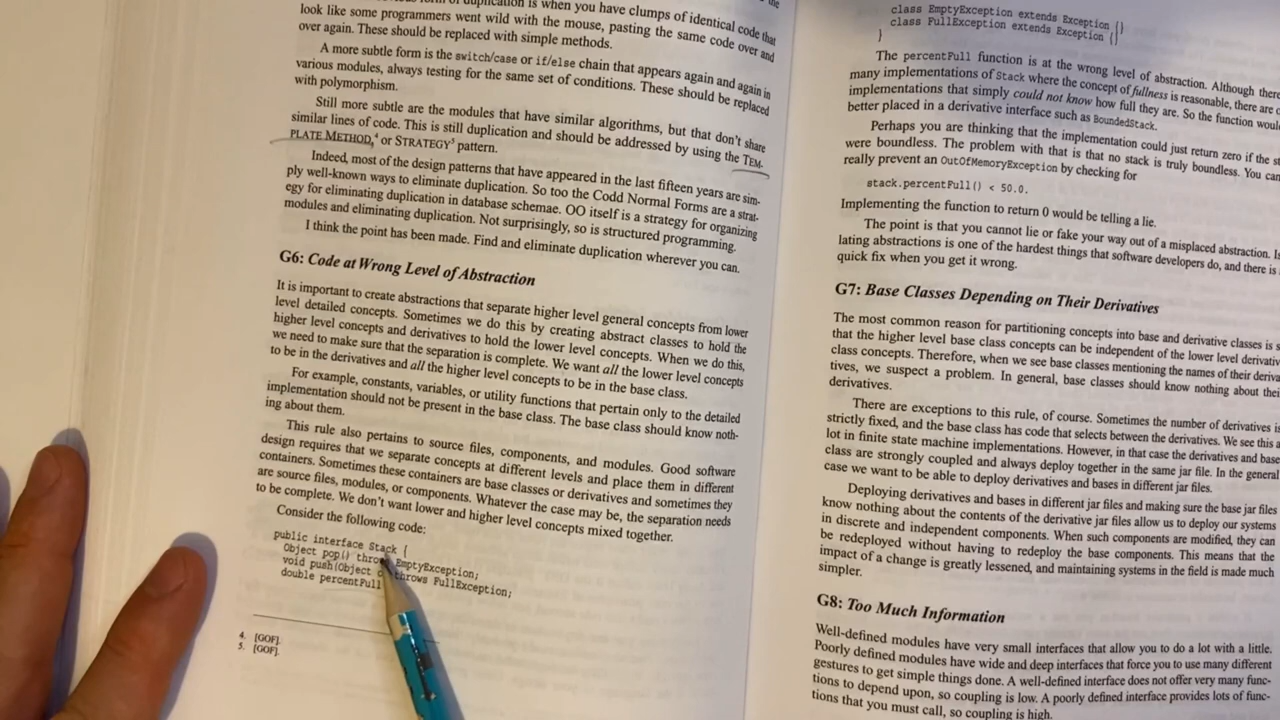 duplication is when you have clumps of identical code that
look like some programmers went wild with the mouse, pasting the same code over and
over again. These should be replaced with simple methods.
A more subtle form is the switch/case or if/else chain that appears again and again in
various modules, always testing for the same set of conditions. These should be replaced
with polymorphism.
Still more subtle are the modules that have similar algorithms, but that don't share
similar lines of code. This is still duplication and should be addressed by using the TEM-
PLATE METHOD,4 or STRATEGY5 pattern.
Indeed, most of the design patterns that have appeared in the last fifteen years are sim-
ply well-known ways to eliminate duplication. So too the Codd Normal Forms are a strat-
egy for eliminating duplication in database schemae. OO itself is a strategy for organizing
modules and eliminating duplication. Not surprisingly, so is structured programming.
I think the point has been made. Find and eliminate duplication wherever you can.
G6: Code at Wrong Level of Abstraction
It is important to create abstractions that separate higher level general concepts from lower
level detailed concepts. Sometimes we do this by creating abstract classes to hold the
higher level concepts and derivatives to hold the lower level concepts. When we do this,
we need to make sure that the separation is complete. We want all the lower level concepts
to be in the derivatives and all the higher level concepts to be in the base class.
For example, constants, variables, or utility functions that pertain only to the detailed
implementation should not be present in the base class. The base class should know noth-
ing about them.
This rule also pertains to source files, components, and modules. Good software
design requires that we separate concepts at different levels and place them in different
containers. Sometimes these containers are base classes or derivatives and sometimes they
are source files, modules, or components. Whatever the case may be, the separation needs
to be complete. We don't want lower and higher level concepts mixed together.
Consider the following code:
public interface Stack {
Object pop() throws EmptyException;
void push(Object o throws FullException;
double percentFull
4. [GOF].
5. [GOF].
class EmptyException extends Exception {}
class FullException extends Exception {}
}
The percentFull function is at the wrong level of abstraction. Although there
many implementations of Stack where the concept of fullness is reasonable, there are
implementations that simply could not know how full they are. So the function would
better placed in a derivative interface such as BoundedStack.
Perhaps you are thinking that the implementation could just return zero if the
were boundless. The problem with that is that no stack is truly boundless. You
really prevent an OutOfMemoryException by checking for
stack.percentFull() < 50.0.
Implementing the function to return 0 would be telling a lie.
The point is that you cannot lie or fake your way out of a misplaced abstraction.
lating abstractions is one of the hardest things that software developers do, and there is
quick fix when you get it wrong.
G7: Base Classes Depending on Their Derivatives
The most common reason for partitioning concepts into base and derivative classes is
that the higher level base class concepts can be independent of the lower level
class concepts. Therefore, when we see base classes mentioning the names of their
tives, we suspect a problem. In general, base classes should know nothing about
derivatives.
There are exceptions to this rule, of course. Sometimes the number of derivatives
strictly fixed, and the base class has code that selects between the derivatives. We see this
lot in finite state machine implementations. However, in that case the derivatives and base
class are strongly coupled and always deploy together in the same jar file. In the general
case we want to be able to deploy derivatives and bases in different jar files.
Deploying derivatives and bases in different jar files and making sure the base jar files
know nothing about the contents of the derivative jar files allow us to deploy our systems
in discrete and independent components. When such components are modified, they can
be redeployed without having to redeploy the base components. This means that the
impact of a change is greatly lessened, and maintaining systems in the field is made much
simpler.
G8: Too Much Information
Well-defined modules have very small interfaces that allow you to do a lot with a little.
Poorly defined modules have wide and deep interfaces that force you to use many different
gestures to get simple things done. A well-defined interface does not offer very many func-
tions to depend upon, so coupling is low. A poorly defined interface provides lots of func-
tions that you must call, so coupling is high.